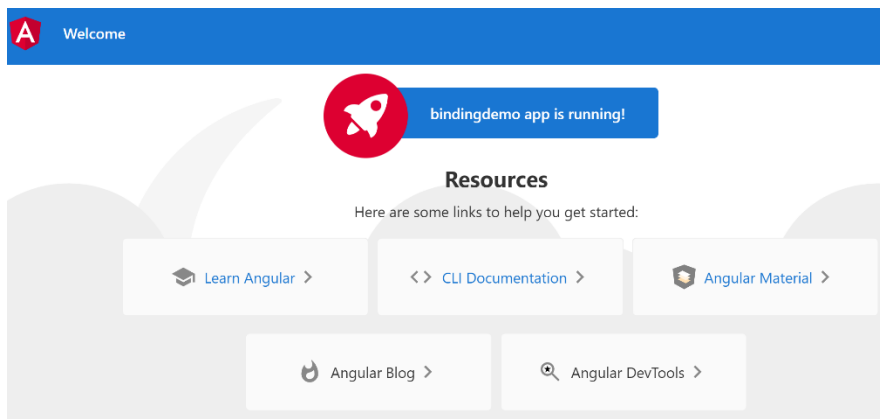 Welcome
bindingdemo app is running!
Resources
Here are some links to help you get started:
Learn Angular
CLI Documentation
Angular Material
Angular Blog
Angular DevTools